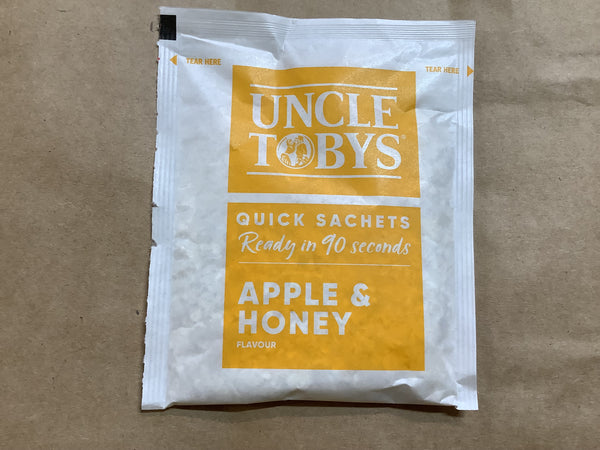 TEAR HERE
TEAR HERE
UNCLE
TOBYS®
QUICK SACHETS
Ready in 90 seconds
APPLE &
HONEY
FLAVOUR